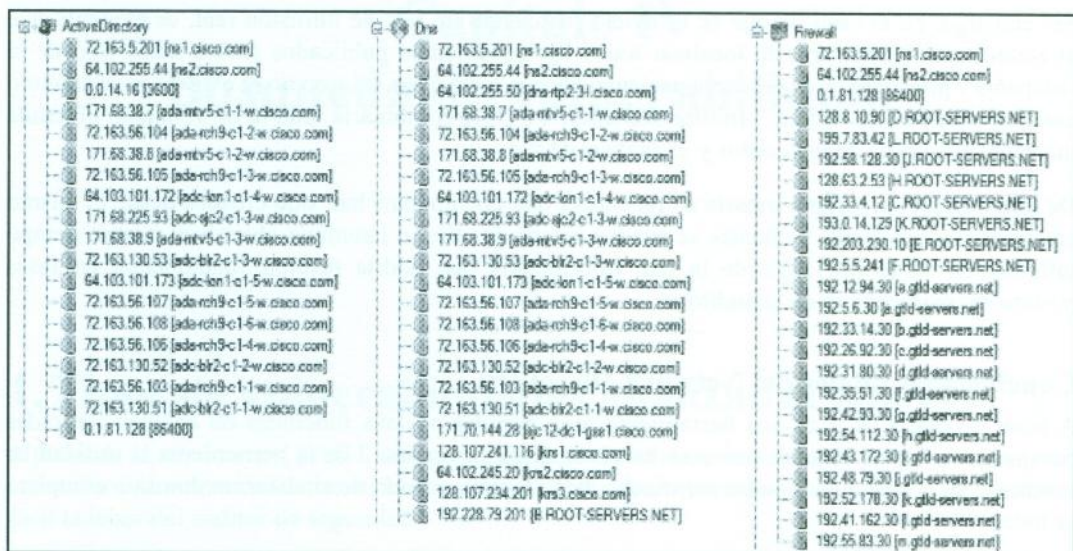 ActiveDirectory
72.163.5.201 [ns1.cisco.com]
64.102.255.44 [ns2.cisco.com]
0.0.14.16 [3600]
171.68.38.7 [ada-mtv5-c1-1-w.cisco.com]
72.163.56.104 [ada-rch9-c1-2-w.cisco.com]
171.68.38.8 [ada-mtv5-c1-2-w.cisco.com]
72.163.56.105 [ada-rch9-c1-3-w.cisco.com]
64.103.101.172 [adc-lon1-c1-4-w.cisco.com]
171.68.225.93 [adc-sjc2-c1-3-w.cisco.com]
171.68.38.9 [ada-mtv5-c1-3-w.cisco.com]
72.163.130.53 [adc-blr2-c1-3-w.cisco.com]
64.103.101.173 [adc-lon1-c1-5-w.cisco.com]
72.163.56.107 [ada-rch9-c1-5-w.cisco.com]
72.163.56.108 [ada-rch9-c1-6-w.cisco.com]
72.163.56.106 [ada-rch9-c1-4-w.cisco.com]
72.163.130.52 [adc-blr2-c1-2-w.cisco.com]
72.163.56.103 [ada-rch9-c1-1-w.cisco.com]
72.163.130.51 [adc-blr2-c1-1-w.cisco.com]
0.1.81.128 [86400]
Dns
72.163.5.201 [ns1.cisco.com]
64.102.255.44 [ns2.cisco.com]
64.102.255.50 [dns-rtp2-3-l.cisco.com]
171.68.38.7 [ada-mtv5-c1-1-w.cisco.com]
72.163.56.104 [ada-rch9-c1-2-w.cisco.com]
171.68.38.8 [ada-mtv5-c1-2-w.cisco.com]
72.163.56.105 [ada-rch9-c1-3-w.cisco.com]
64.103.101.172 [adc-lon1-c1-4-w.cisco.com]
171.68.225.93 [adc-sjc2-c1-3-w.cisco.com]
171.68.38.9 [ada-mtv5-c1-3-w.cisco.com]
72.163.130.53 [adc-blr2-c1-3-w.cisco.com]
64.103.101.173 [adc-lon1-c1-5-w.cisco.com]
72.163.56.107 [ada-rch9-c1-5-w.cisco.com]
72.163.56.108 [ada-rch9-c1-6-w.cisco.com]
72.163.56.106 [ada-rch9-c1-4-w.cisco.com]
72.163.130.52 [adc-blr2-c1-2-w.cisco.com]
72.163.56.103 [ada-rch9-c1-1-w.cisco.com]
72.163.130.51 [adc-blr2-c1-1-w.cisco.com]
171.70.144.28 [sjc12-dc1-gss1.cisco.com]
128.107.241.116 [krs1.cisco.com]
64.102.245.20 [krs2.cisco.com]
128.107.234.201 [krs3.cisco.com]
192.228.79.201 [B.ROOT-SERVERS.NET]
Firewall
72.163.5.201 [ns1.cisco.com]
64.102.255.44 [ns2.cisco.com]
0.1.81.128 [86400]
128.8.10.90 [D.ROOT-SERVERS.NET]
199.7.83.42 [L.ROOT-SERVERS.NET]
192.58.128.30 [J.ROOT-SERVERS.NET]
128.63.2.53 [H.ROOT-SERVERS.NET]
192.33.4.12 [C.ROOT-SERVERS.NET]
193.0.14.129 [K.ROOT-SERVERS.NET]
192.203.230.10 [E.ROOT-SERVERS.NET]
192.5.5.241 [F.ROOT-SERVERS.NET]
192.12.94.30 [e.gtld-servers.net]
192.5.6.30 [a.gtld-servers.net]
192.33.14.30 [b.gtld-servers.net]
192.26.92.30 [c.gtld-servers.net]
192.31.80.30 [d.gtld-servers.net]
192.35.51.30 [f.gtld-servers.net]
192.42.93.30 [g.gtld-servers.net]
192.54.112.30 [h.gtld-servers.net]
192.43.172.30 [i.gtld-servers.net]
192.48.79.30 [j.gtld-servers.net]
192.52.178.30 [k.gtld-servers.net]
192.41.162.30 [l.gtld-servers.net]
192.55.83.30 [m.gtld-servers.net]